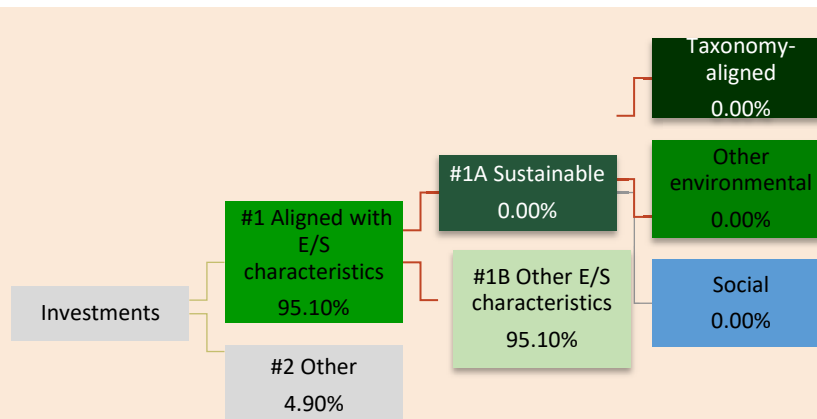 Investments
#1 Aligned with
E/S
characteristics
95.10%
#2 Other
4.90%
#1A Sustainable
0.00%
#1B Other E/S
characteristics
95.10%
Taxonomy-
aligned
0.00%
Other
environmental
0.00%
Social
0.00%